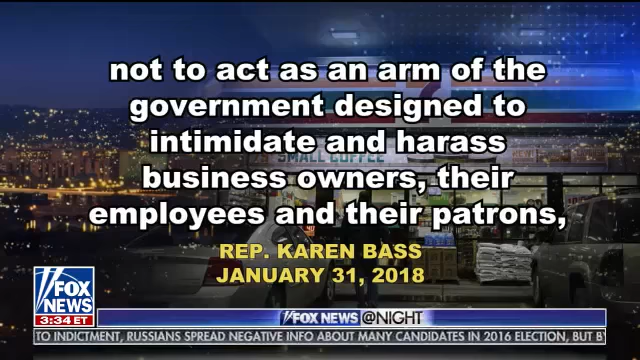 not to act as an arm of the
government designed to
intimidate and harass
SMALL COFFEE
business owners, their
employees and their patrons,
REP. KAREN BASS
JANUARY 31, 2018
FOX
NEWS
3:34 ET
FOX NEWS @NIGHT
TO INDICTMENT, RUSSIANS SPREAD NEGATIVE INFO ABOUT MANY CANDIDATES IN 2016 ELECTION, BUT BY